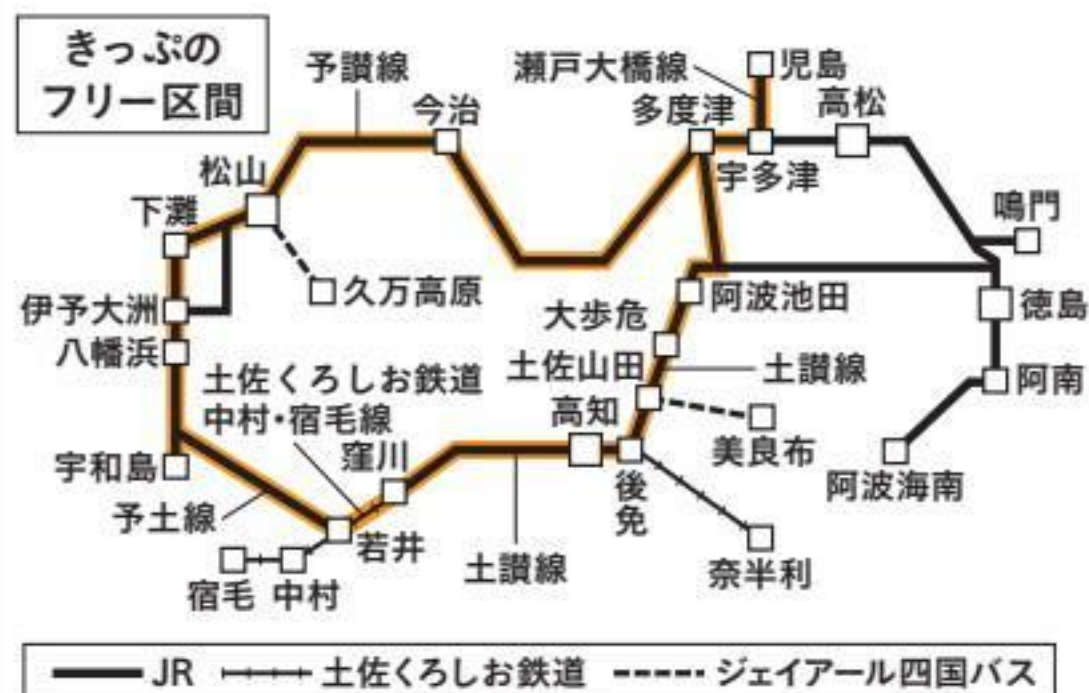 きっぷの
フリー区間
予讃線
瀬戸大橋線
児島
今治
多度津
高松
宇多津
松山
下灘
鳴門
久万高原
伊予大洲
阿波池田
徳島
大歩危
八幡浜
土佐くろしお鉄道
中村・宿毛線
土佐山田
土讃線
阿南
高知
美良布
窪川
宇和島
後免
阿波海南
予土線
若井
土讃線
奈半利
宿毛
中村
JR 土佐くろしお鉄道 ジェイアール四国バス